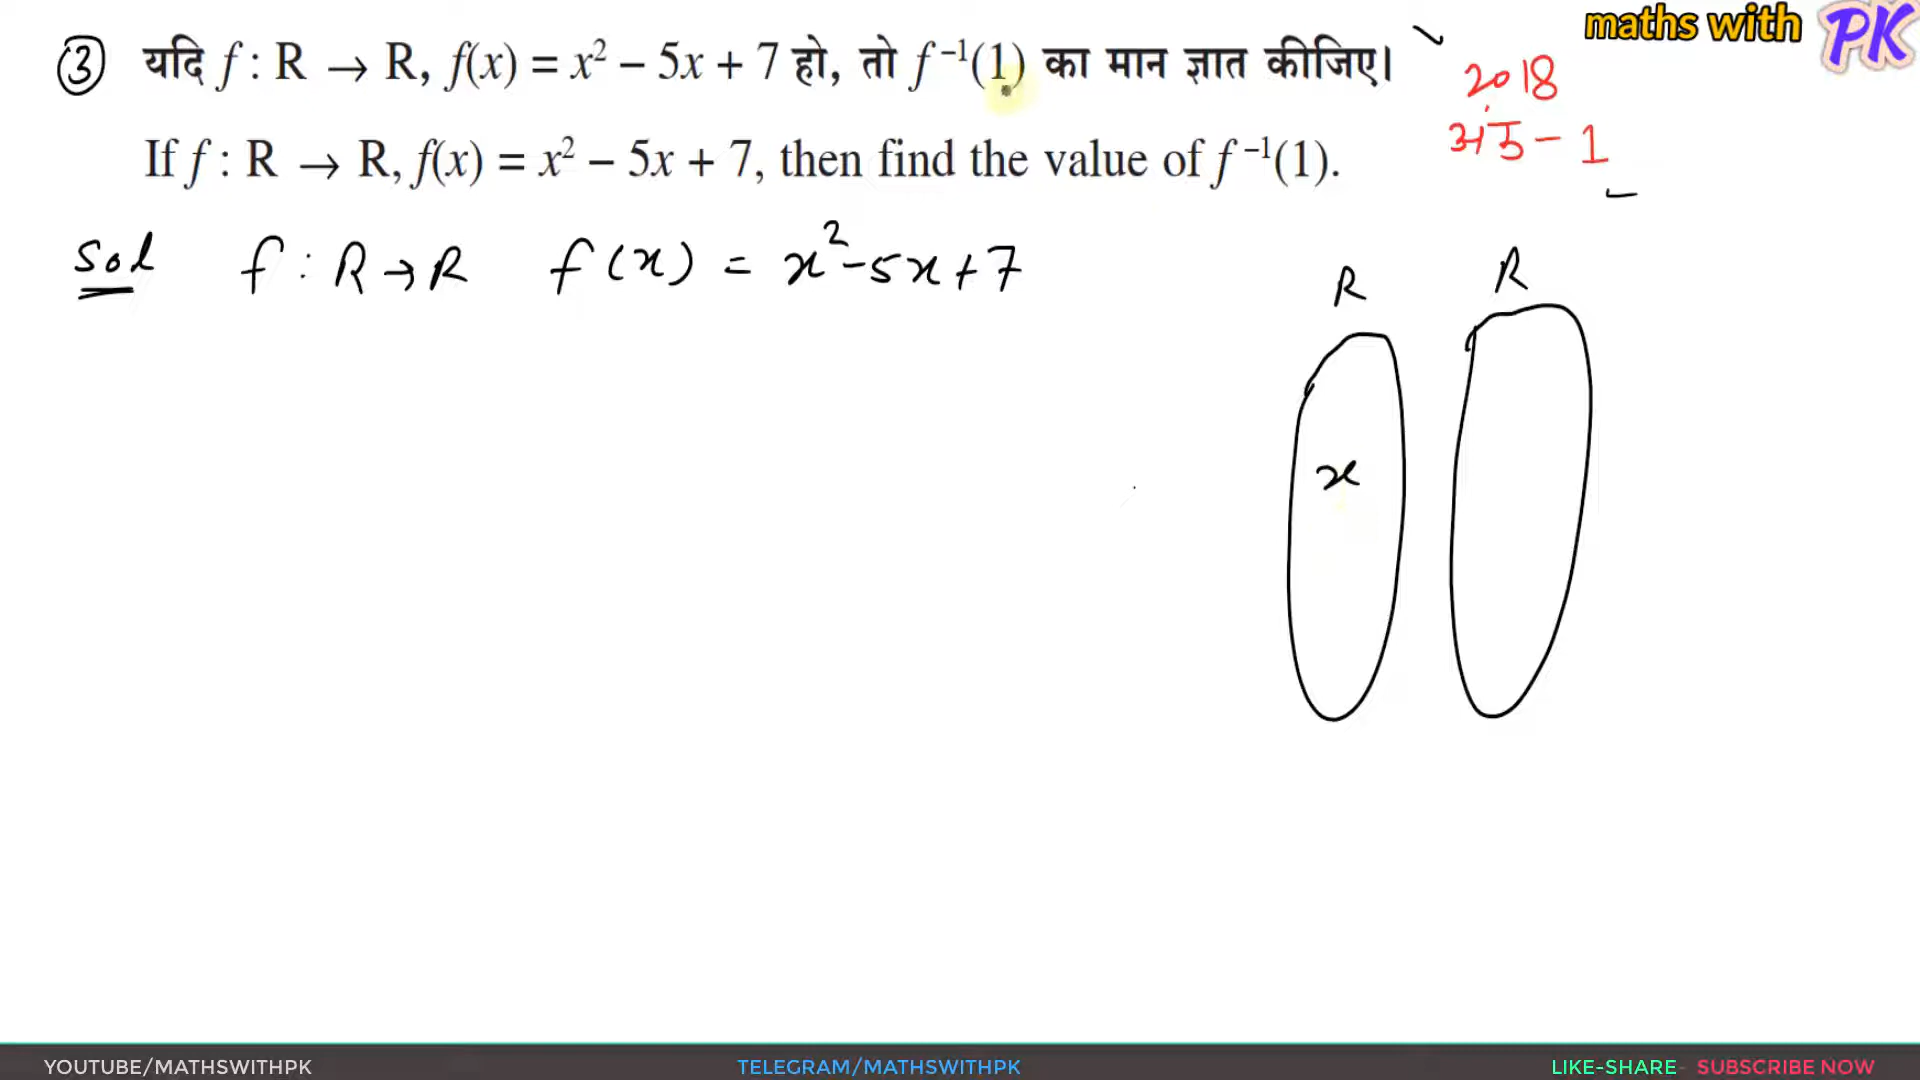 maths with PK
③ यदि f : R → R, f(x) = x² – 5x + 7 हो, तो f⁻¹(1) का मान ज्ञात कीजिए।
2018
अंक – 1
If f : R → R, f(x) = x² – 5x + 7, then find the value of f⁻¹(1).
Sol f : R → R f(x) = x² – 5x + 7
R R
x
YOUTUBE/MATHSWITHPK TELEGRAM/MATHSWITHPK LIKE-SHARE- SUBSCRIBE NOW